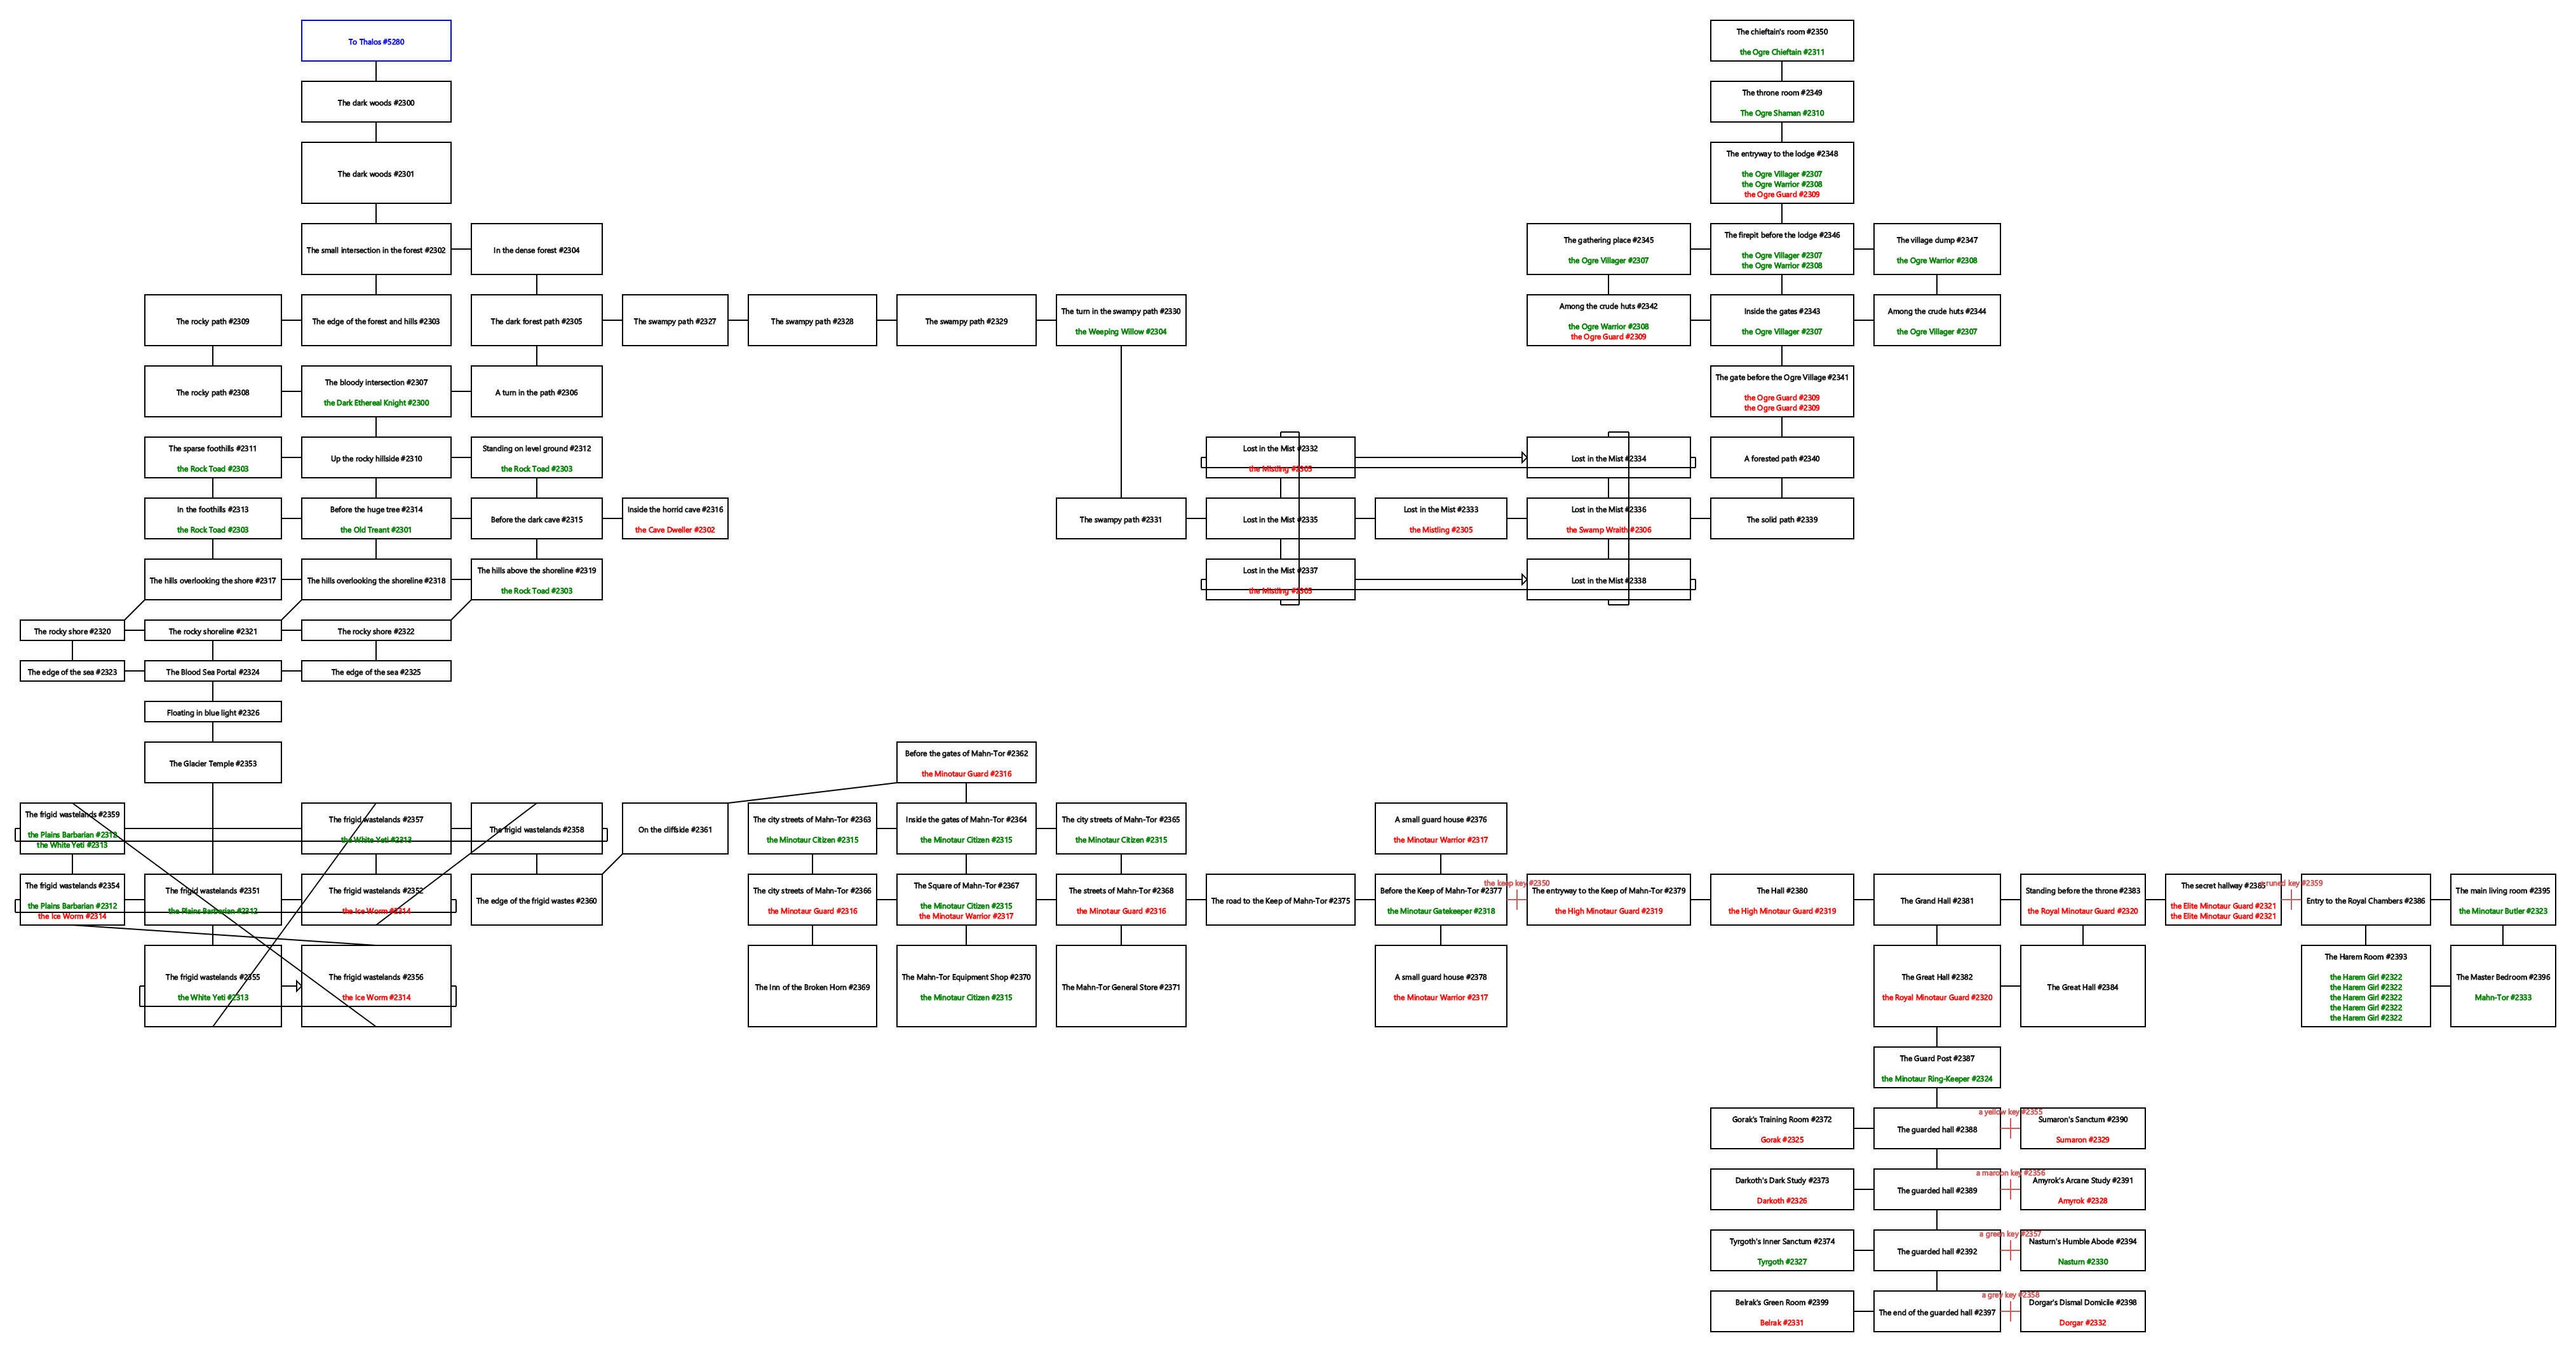 To Thalos #5280
The chieftain's room #2350
the Ogre Chieftain #2311
The dark woods #2300
The throne room #2349
The Ogre Shaman #2310
The dark woods #2301
The entryway to the lodge #2348
the Ogre Villager #2307
the Ogre Warrior #2308
the Ogre Guard #2309
The small intersection in the forest #2302
In the dense forest #2304
The gathering place #2345
the Ogre Villager #2307
The firepit before the lodge #2346
the Ogre Villager #2307
the Ogre Warrior #2308
The village dump #2347
the Ogre Warrior #2308
The rocky path #2309
The edge of the forest and hills #2303
The dark forest path #2305
The swampy path #2327
The swampy path #2328
The swampy path #2329
The turn in the swampy path #2330
the Weeping Willow #2304
Among the crude huts #2342
the Ogre Warrior #2308
the Ogre Guard #2309
Inside the gates #2343
the Ogre Villager #2307
Among the crude huts #2344
the Ogre Villager #2307
The rocky path #2308
The bloody intersection #2307
the Dark Ethereal Knight #2300
A turn in the path #2306
The gate before the Ogre Village #2341
the Ogre Guard #2309
the Ogre Guard #2309
The sparse foothills #2311
the Rock Toad #2303
Up the rocky hillside #2310
Standing on level ground #2312
the Rock Toad #2303
Lost in the Mist #2332
the Mistling #2305
Lost in the Mist #2334
A forested path #2340
In the foothills #2313
the Rock Toad #2303
Before the huge tree #2314
the Old Treant #2301
Before the dark cave #2315
Inside the horrid cave #2316
the Cave Dweller #2302
The swampy path #2331
Lost in the Mist #2335
Lost in the Mist #2333
the Mistling #2305
Lost in the Mist #2336
the Swamp Wraith #2306
The solid path #2339
The hills overlooking the shore #2317
The hills overlooking the shoreline #2318
The hills above the shoreline #2319
the Rock Toad #2303
Lost in the Mist #2337
the Mistling #2305
Lost in the Mist #2338
The rocky shore #2320
The rocky shoreline #2321
The rocky shore #2322
The edge of the sea #2323
The Blood Sea Portal #2324
The edge of the sea #2325
Floating in blue light #2326
The Glacier Temple #2353
Before the gates of Mahn-Tor #2362
the Minotaur Guard #2316
The frigid wastelands #2359
the Plains Barbarian #2312
the White Yeti #2313
The frigid wastelands #2357
the White Yeti #2313
The frigid wastelands #2358
On the cliffside #2361
The city streets of Mahn-Tor #2363
the Minotaur Citizen #2315
Inside the gates of Mahn-Tor #2364
the Minotaur Citizen #2315
The city streets of Mahn-Tor #2365
the Minotaur Citizen #2315
A small guard house #2376
the Minotaur Warrior #2317
The frigid wastelands #2354
the Plains Barbarian #2312
the Ice Worm #2314
The frigid wastelands #2351
the Plains Barbarian #2312
The frigid wastelands #2352
the Ice Worm #2314
The edge of the frigid wastes #2360
The city streets of Mahn-Tor #2366
the Minotaur Guard #2316
The Square of Mahn-Tor #2367
the Minotaur Citizen #2315
the Minotaur Warrior #2317
The streets of Mahn-Tor #2368
the Minotaur Guard #2316
The road to the Keep of Mahn-Tor #2375
Before the Keep of Mahn-Tor #2377
the Minotaur Gatekeeper #2318
the keep key #2350
The entryway to the Keep of Mahn-Tor #2379
the High Minotaur Guard #2319
The Hall #2380
the High Minotaur Guard #2319
The Grand Hall #2381
Standing before the throne #2383
the Royal Minotaur Guard #2320
The secret hallway #2385
the Elite Minotaur Guard #2321
the Elite Minotaur Guard #2321
runed key #2359
Entry to the Royal Chambers #2386
The main living room #2395
the Minotaur Butler #2323
The frigid wastelands #2355
the White Yeti #2313
The frigid wastelands #2356
the Ice Worm #2314
The Inn of the Broken Horn #2369
The Mahn-Tor Equipment Shop #2370
the Minotaur Citizen #2315
The Mahn-Tor General Store #2371
A small guard house #2378
the Minotaur Warrior #2317
The Great Hall #2382
the Royal Minotaur Guard #2320
The Great Hall #2384
The Harem Room #2393
the Harem Girl #2322
the Harem Girl #2322
the Harem Girl #2322
the Harem Girl #2322
the Harem Girl #2322
The Master Bedroom #2396
Mahn-Tor #2333
The Guard Post #2387
the Minotaur Ring-Keeper #2324
Gorak's Training Room #2372
Gorak #2325
The guarded hall #2388
a yellow key #2355
Sumaron's Sanctum #2390
Sumaron #2329
Darkoth's Dark Study #2373
Darkoth #2326
The guarded hall #2389
a maroon key #2356
Amyrok's Arcane Study #2391
Amyrok #2328
Tyrgoth's Inner Sanctum #2374
Tyrgoth #2327
The guarded hall #2392
a green key #2357
Nasturn's Humble Abode #2394
Nasturn #2330
Belrak's Green Room #2399
Belrak #2331
The end of the guarded hall #2397
a grey key #2358
Dorgar's Dismal Domicile #2398
Dorgar #2332